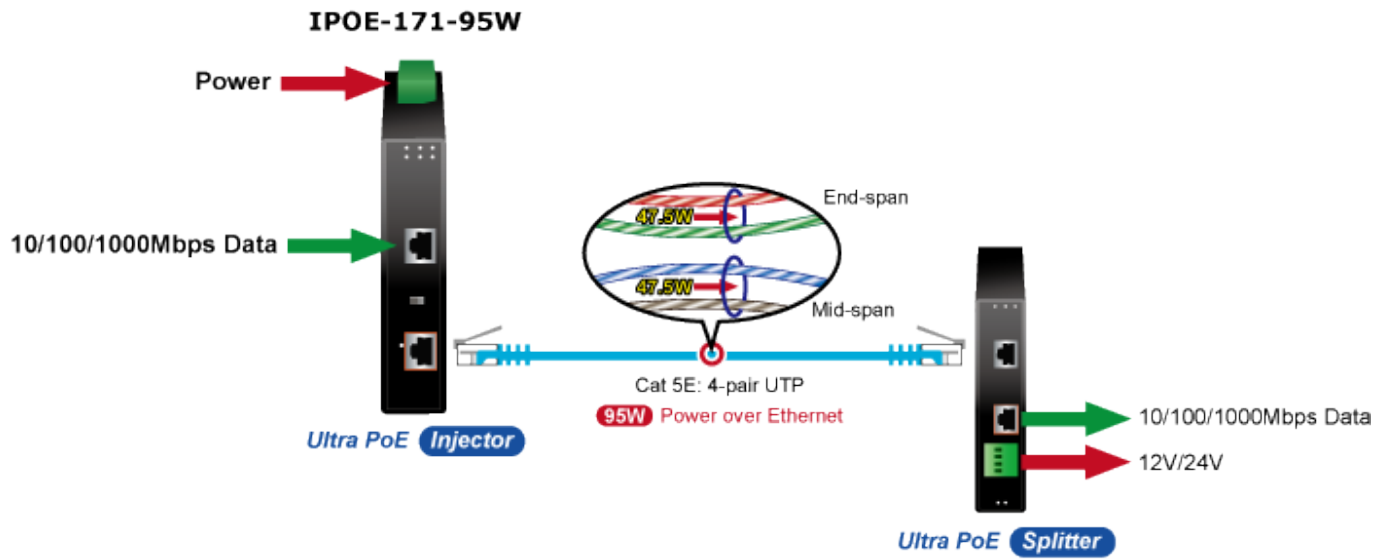 IPOE-171-95W
Power
10/100/1000Mbps Data
47.5W
End-span
47.5W
Mid-span
Cat 5E: 4-pair UTP
95W Power over Ethernet
Ultra PoE Injector
10/100/1000Mbps Data
12V/24V
Ultra PoE Splitter